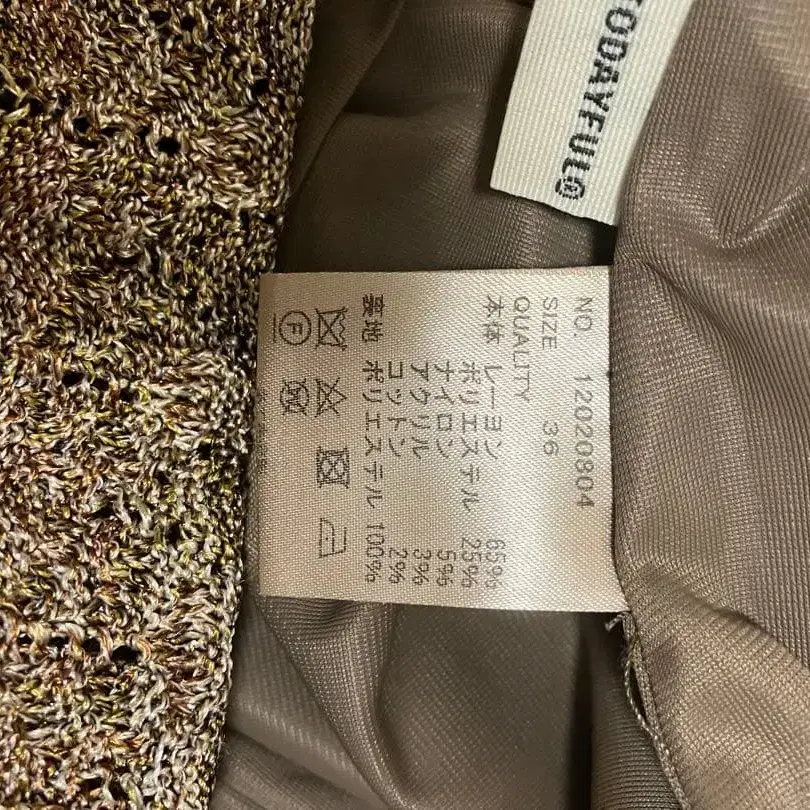 TODAYFUL®
NO. 12020804
SIZE 36
QUALITY
本体 レーヨン 65%
ポリエステル 25%
ナイロン 5%
アクリル 3%
コットン 2%
裏地 ポリエステル 100%
F